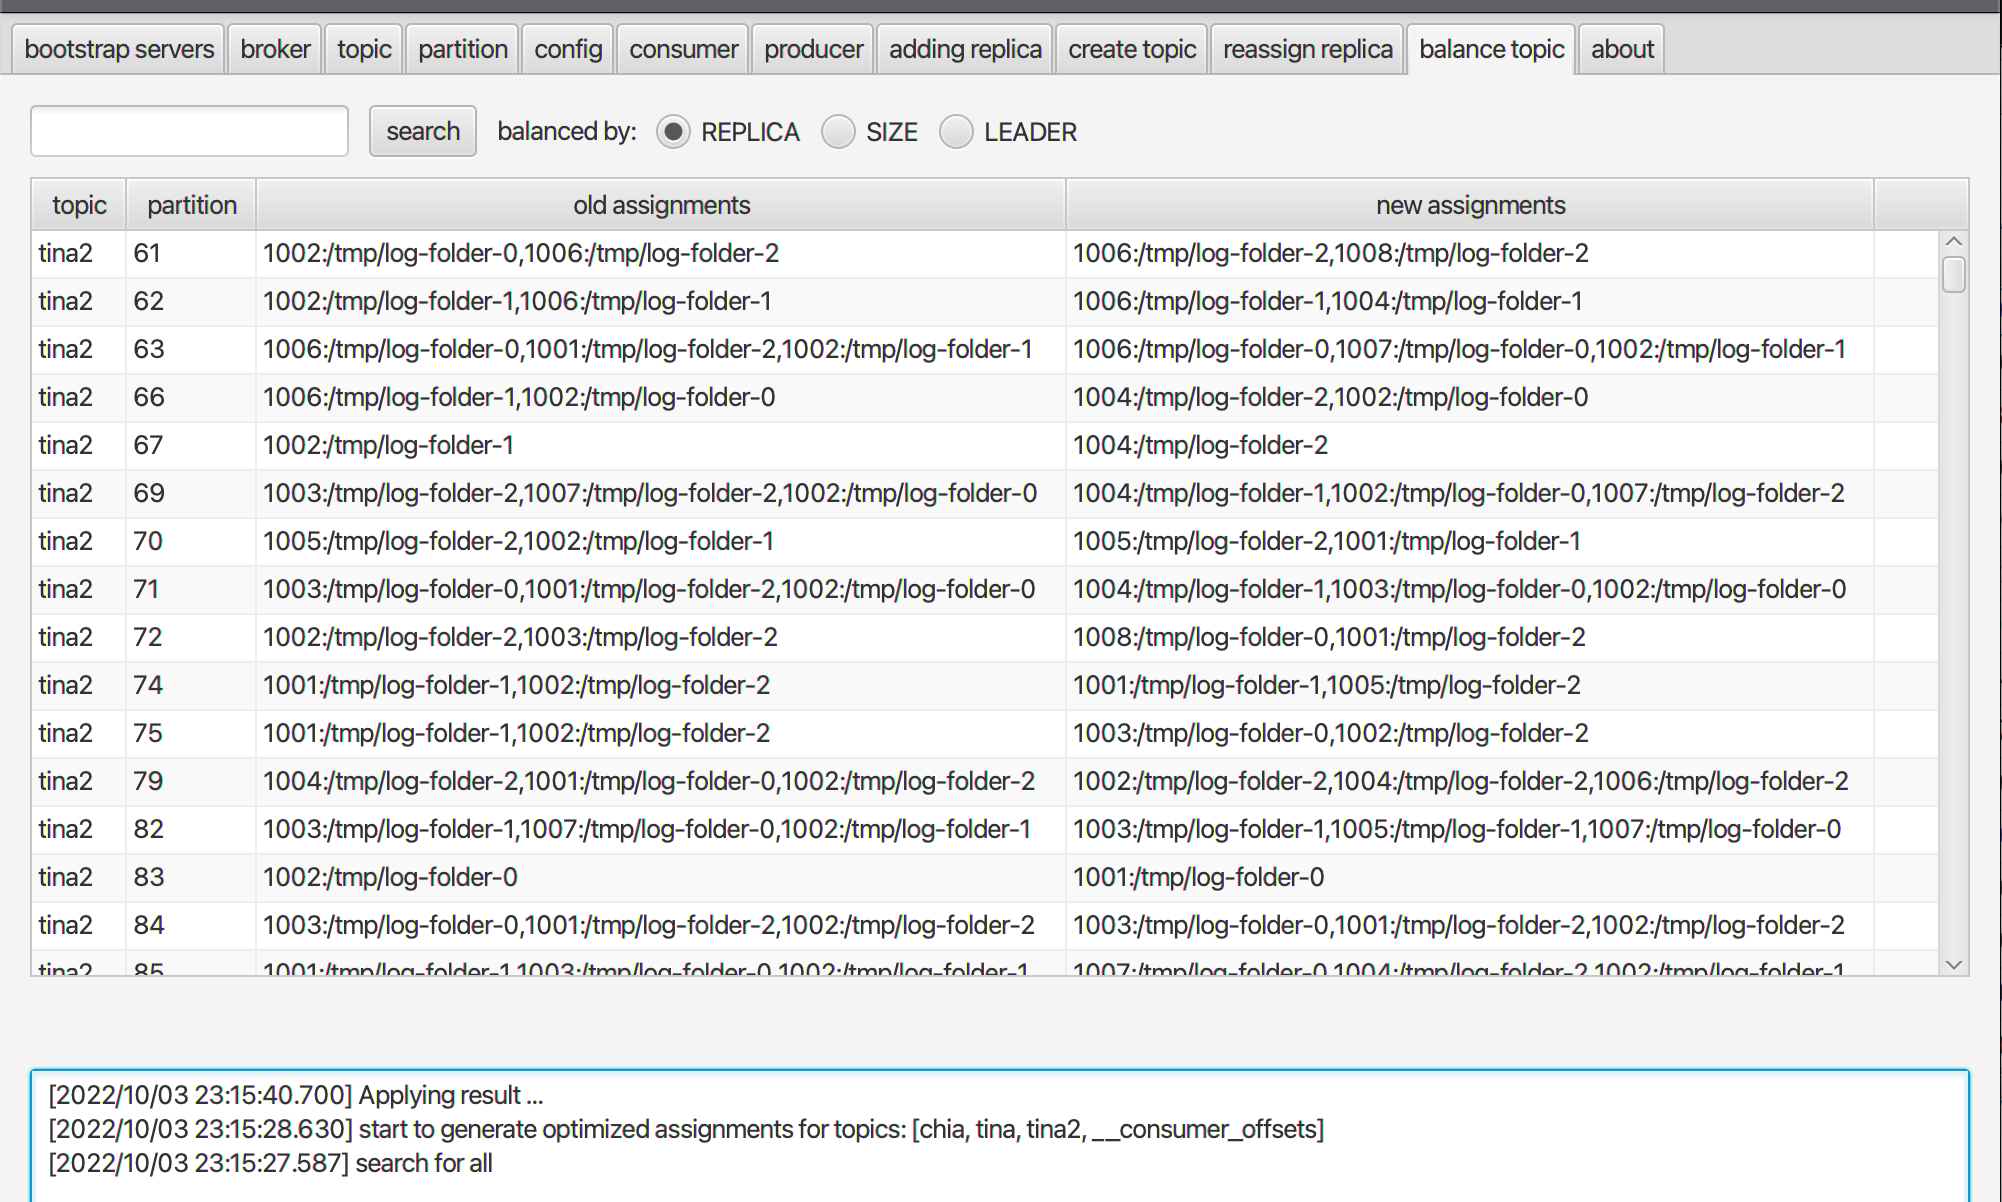 bootstrap servers broker topic partition config consumer producer adding replica create topic reassign replica balance topic about
search balanced by: REPLICA SIZE LEADER
topic partition old assignments new assignments
tina2 61 1002:/tmp/log-folder-0,1006:/tmp/log-folder-2 1006:/tmp/log-folder-2,1008:/tmp/log-folder-2
tina2 62 1002:/tmp/log-folder-1,1006:/tmp/log-folder-1 1006:/tmp/log-folder-1,1004:/tmp/log-folder-1
tina2 63 1006:/tmp/log-folder-0,1001:/tmp/log-folder-2,1002:/tmp/log-folder-1 1006:/tmp/log-folder-0,1007:/tmp/log-folder-0,1002:/tmp/log-folder-1
tina2 66 1006:/tmp/log-folder-1,1002:/tmp/log-folder-0 1004:/tmp/log-folder-2,1002:/tmp/log-folder-0
tina2 67 1002:/tmp/log-folder-1 1004:/tmp/log-folder-2
tina2 69 1003:/tmp/log-folder-2,1007:/tmp/log-folder-2,1002:/tmp/log-folder-0 1004:/tmp/log-folder-1,1002:/tmp/log-folder-0,1007:/tmp/log-folder-2
tina2 70 1005:/tmp/log-folder-2,1002:/tmp/log-folder-1 1005:/tmp/log-folder-2,1001:/tmp/log-folder-1
tina2 71 1003:/tmp/log-folder-0,1001:/tmp/log-folder-2,1002:/tmp/log-folder-0 1004:/tmp/log-folder-1,1003:/tmp/log-folder-0,1002:/tmp/log-folder-0
tina2 72 1002:/tmp/log-folder-2,1003:/tmp/log-folder-2 1008:/tmp/log-folder-0,1001:/tmp/log-folder-2
tina2 74 1001:/tmp/log-folder-1,1002:/tmp/log-folder-2 1001:/tmp/log-folder-1,1005:/tmp/log-folder-2
tina2 75 1001:/tmp/log-folder-1,1002:/tmp/log-folder-2 1003:/tmp/log-folder-0,1002:/tmp/log-folder-2
tina2 79 1004:/tmp/log-folder-2,1001:/tmp/log-folder-0,1002:/tmp/log-folder-2 1002:/tmp/log-folder-2,1004:/tmp/log-folder-2,1006:/tmp/log-folder-2
tina2 82 1003:/tmp/log-folder-1,1007:/tmp/log-folder-0,1002:/tmp/log-folder-1 1003:/tmp/log-folder-1,1005:/tmp/log-folder-1,1007:/tmp/log-folder-0
tina2 83 1002:/tmp/log-folder-0 1001:/tmp/log-folder-0
tina2 84 1003:/tmp/log-folder-0,1001:/tmp/log-folder-2,1002:/tmp/log-folder-2 1003:/tmp/log-folder-0,1001:/tmp/log-folder-2,1002:/tmp/log-folder-2
tina2 85 1001:/tmp/log-folder-1,1003:/tmp/log-folder-0,1002:/tmp/log-folder-1 1007:/tmp/log-folder-0,1004:/tmp/log-folder-2,1002:/tmp/log-folder-1
[2022/10/03 23:15:40.700] Applying result ...
[2022/10/03 23:15:28.630] start to generate optimized assignments for topics: [chia, tina, tina2, __consumer_offsets]
[2022/10/03 23:15:27.587] search for all